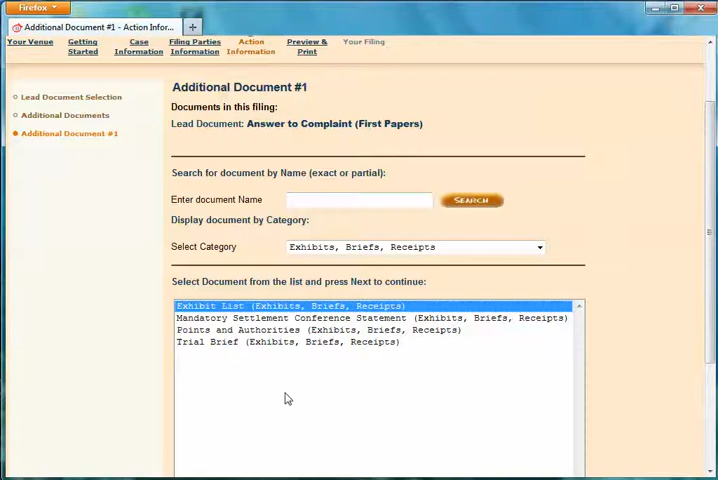 Firefox
Additional Document #1 - Action Infor...
Your Venue Getting Started Case Information Filing Parties Information Action Information Preview & Print Your Filing
Lead Document Selection
Additional Documents
Additional Document #1
Additional Document #1
Documents in this filing:
Lead Document: Answer to Complaint (First Papers)
Search for document by Name (exact or partial):
Enter document Name SEARCH
Display document by Category:
Select Category Exhibits, Briefs, Receipts
Select Document from the list and press Next to continue:
Exhibit List (Exhibits, Briefs, Receipts)
Mandatory Settlement Conference Statement (Exhibits, Briefs, Receipts)
Points and Authorities (Exhibits, Briefs, Receipts)
Trial Brief (Exhibits, Briefs, Receipts)